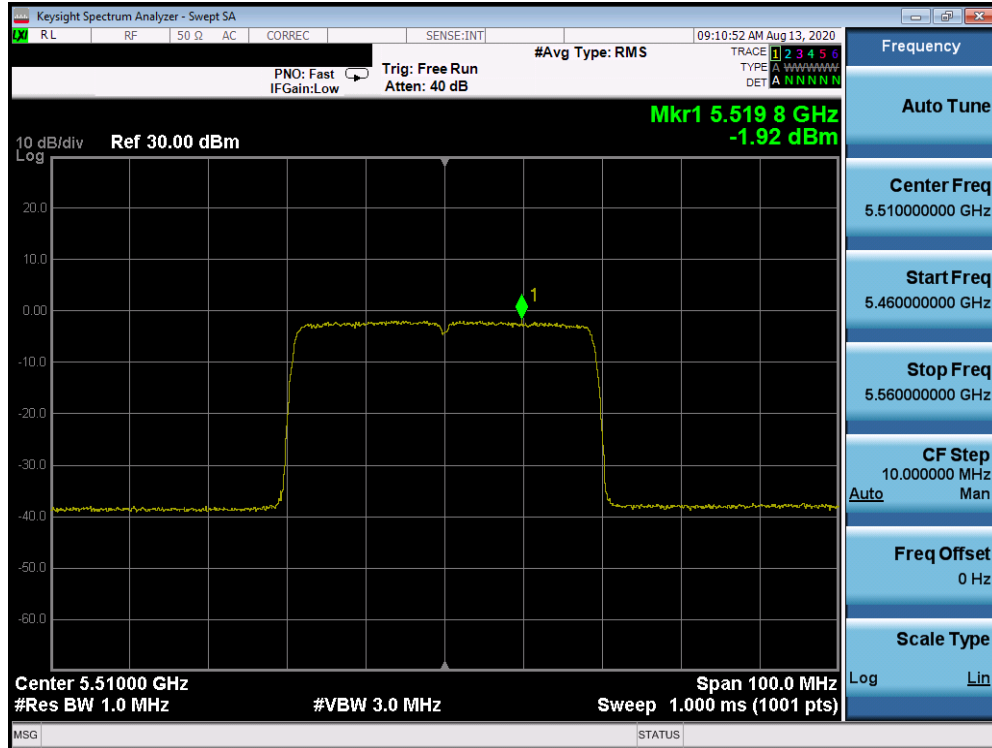 Keysight Spectrum Analyzer - Swept SA
LXI RL RF 50 Ω AC CORREC SENSE:INT 09:10:52 AM Aug 13, 2020
PNO: Fast Trig: Free Run #Avg Type: RMS TRACE 1 2 3 4 5 6
IFGain:Low Atten: 40 dB TYPE A WWWWW
DET A N N N N N
Mkr1 5.519 8 GHz
-1.92 dBm
10 dB/div Ref 30.00 dBm
Log
20.0
10.0
0.00
-10.0
-20.0
-30.0
-40.0
-50.0
-60.0
1
Center 5.51000 GHz Span 100.0 MHz
#Res BW 1.0 MHz #VBW 3.0 MHz Sweep 1.000 ms (1001 pts)
MSG STATUS
Frequency
Auto Tune
Center Freq
5.510000000 GHz
Start Freq
5.460000000 GHz
Stop Freq
5.560000000 GHz
CF Step
10.000000 MHz
Auto Man
Freq Offset
0 Hz
Scale Type
Log Lin